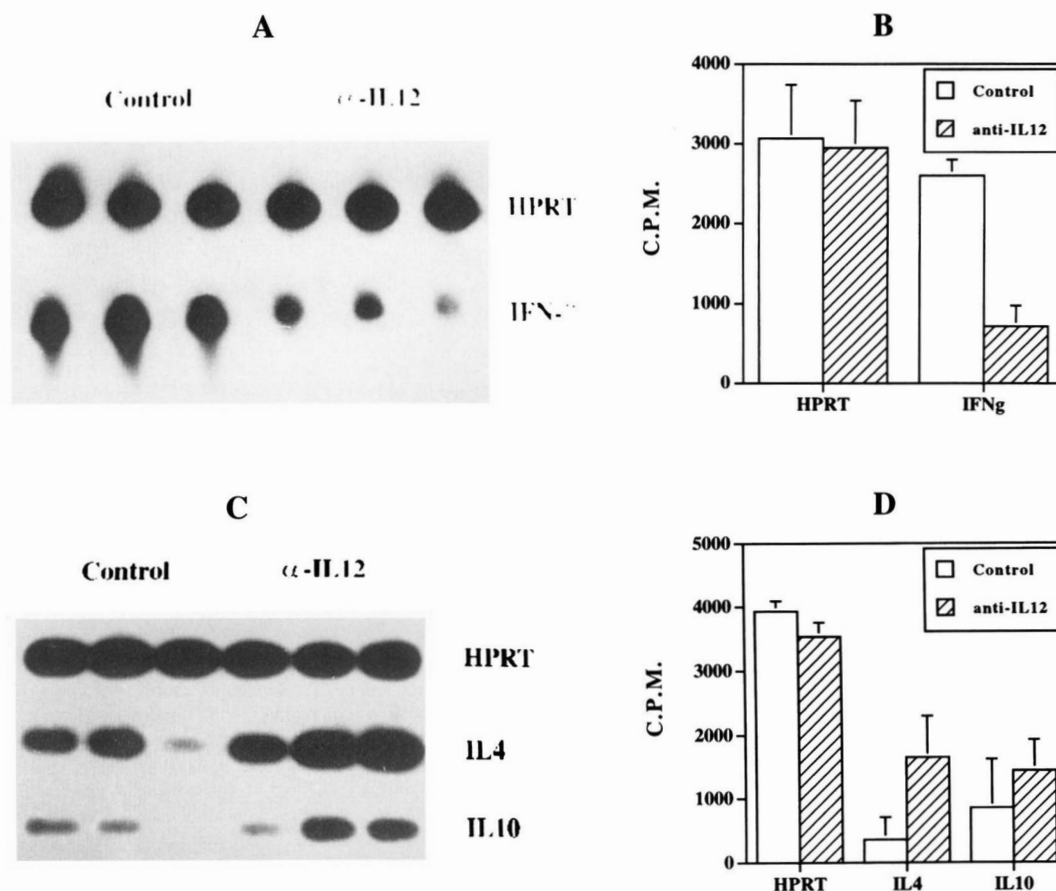 A
Control α-IL12
HPRT
IFN-
B
4000
3000
2000
1000
0
C.P.M.
Control
anti-IL12
HPRT IFNg
C
Control α-IL12
HPRT
IL4
IL10
D
5000
4000
3000
2000
1000
0
C.P.M.
Control
anti-IL12
HPRT IL4 IL10